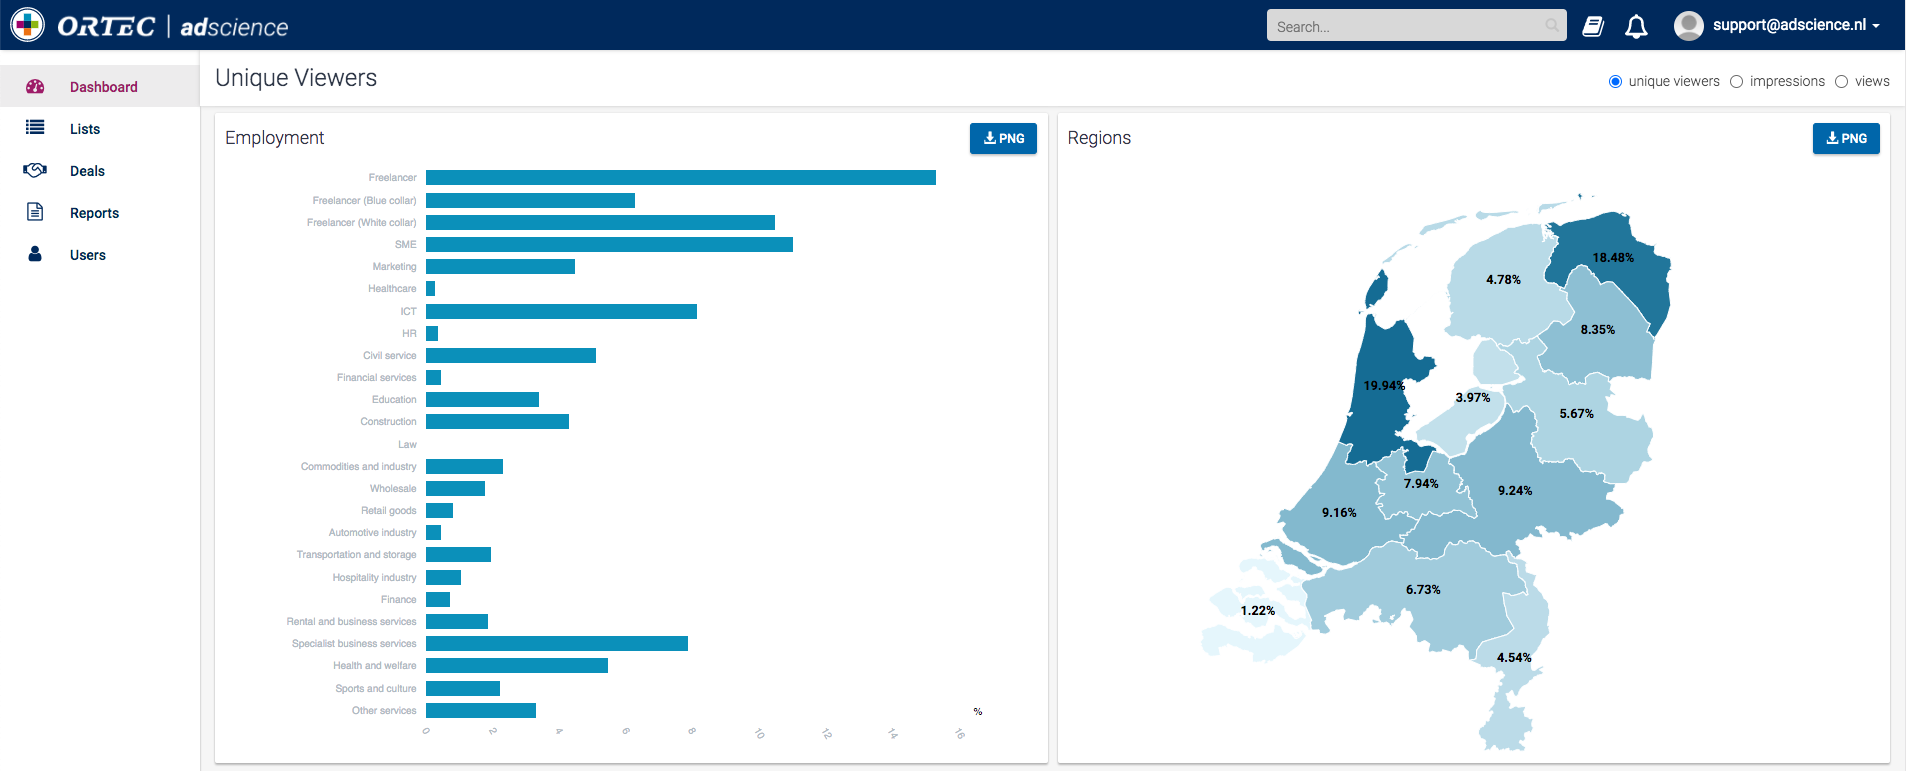 ORTEC | adscience
Search...
support@adscience.nl
Dashboard
Lists
Deals
Reports
Users
Unique Viewers
unique viewers
impressions
views
Employment
PNG
Freelancer
Freelancer (Blue collar)
Freelancer (White collar)
SME
Marketing
Healthcare
ICT
HR
Civil service
Financial services
Education
Construction
Law
Commodities and industry
Wholesale
Retail goods
Automotive industry
Transportation and storage
Hospitality industry
Finance
Rental and business services
Specialist business services
Health and welfare
Sports and culture
Other services
%
0 2 4 6 8 10 12 14 16
Regions
PNG
18.48%
4.78%
8.35%
19.94%
3.97%
5.67%
7.94%
9.24%
9.16%
6.73%
1.22%
4.54%